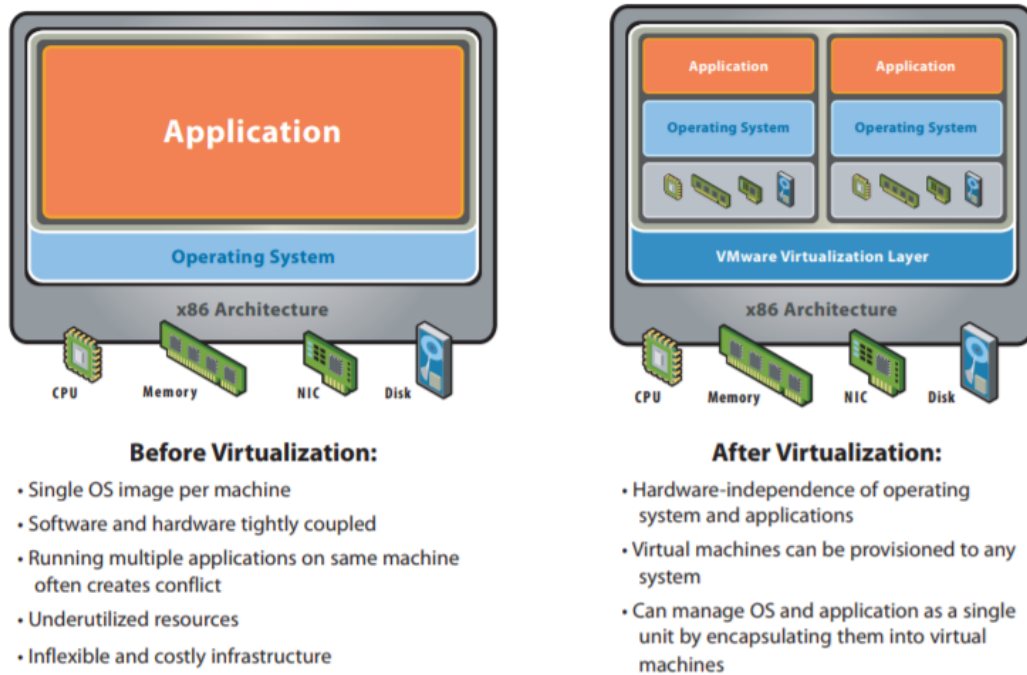 Application
Operating System
x86 Architecture
CPU
Memory
NIC
Disk
Before Virtualization:
• Single OS image per machine
• Software and hardware tightly coupled
• Running multiple applications on same machine
often creates conflict
• Underutilized resources
• Inflexible and costly infrastructure
Application
Application
Operating System
Operating System
VMware Virtualization Layer
x86 Architecture
CPU
Memory
NIC
Disk
After Virtualization:
• Hardware-independence of operating
system and applications
• Virtual machines can be provisioned to any
system
• Can manage OS and application as a single
unit by encapsulating them into virtual
machines